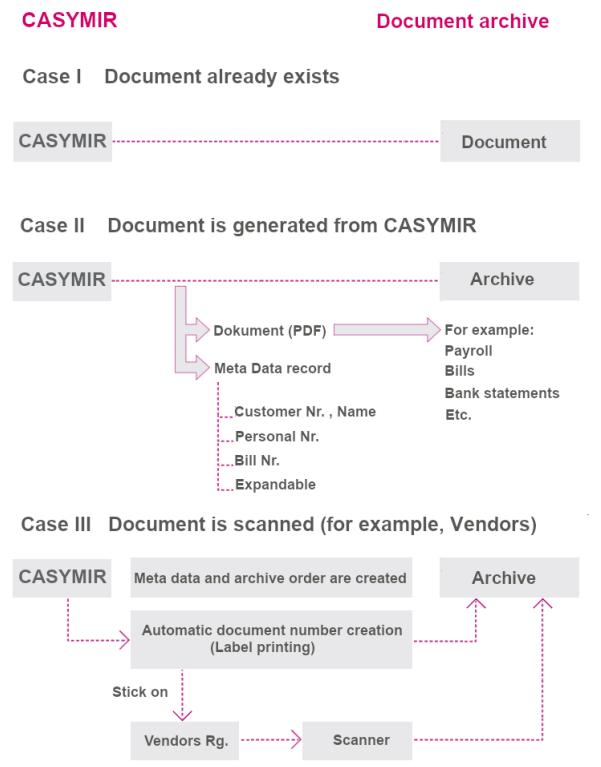 CASYMIR Document archive
Case I Document already exists
CASYMIR Document
Case II Document is generated from CASYMIR
CASYMIR Archive
Dokument (PDF) For example:
Payroll
Meta Data record
Bills
Bank statements
Etc.
Customer Nr. , Name
Personal Nr.
Bill Nr.
Expandable
Case III Document is scanned (for example, Vendors)
CASYMIR Meta data and archive order are created Archive
Automatic document number creation
(Label printing)
Stick on
Vendors Rg. Scanner